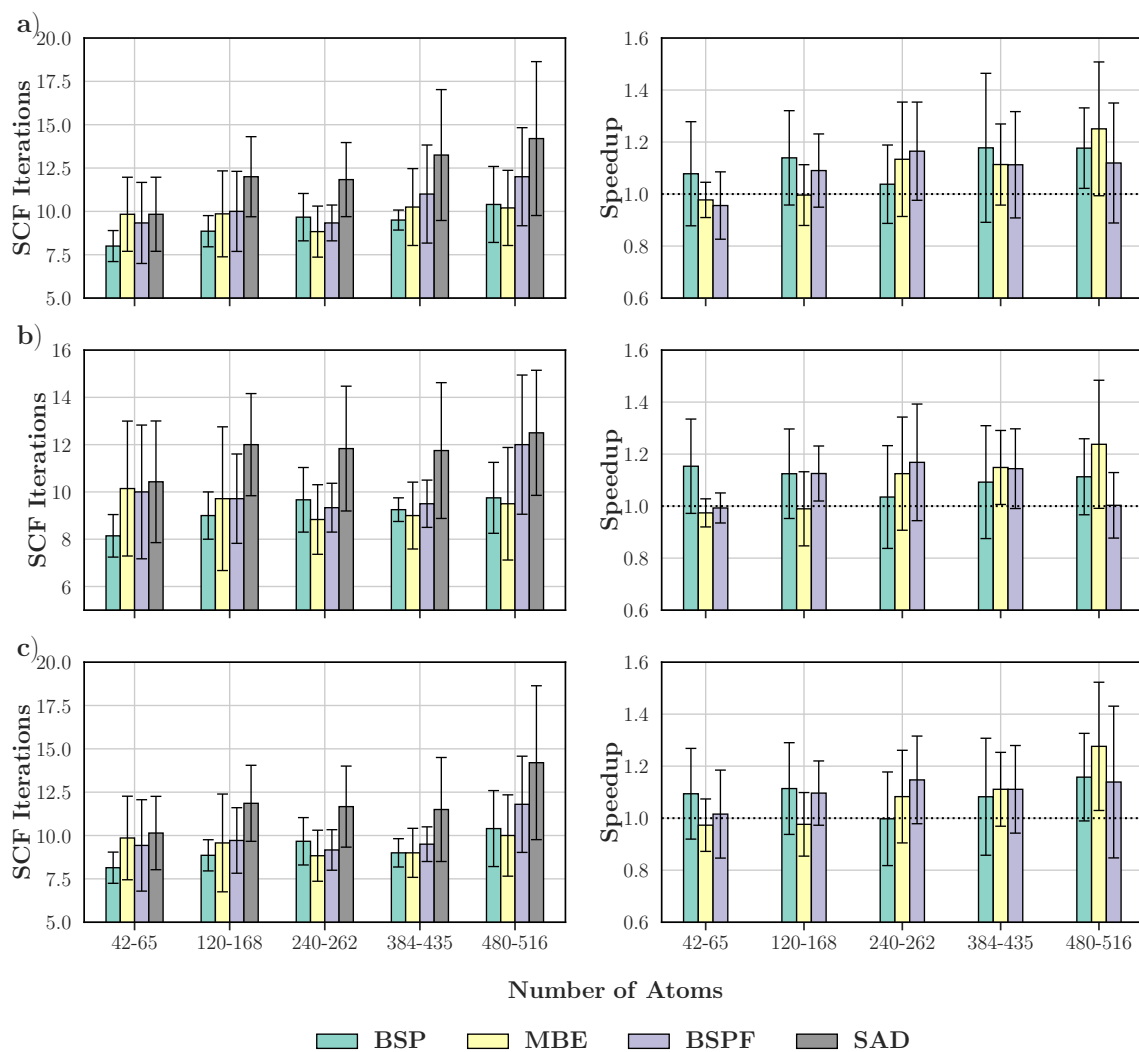 a)
SCF Iterations
20.0
17.5
15.0
12.5
10.0
7.5
5.0
Speedup
1.6
1.4
1.2
1.0
0.8
0.6
b)
SCF Iterations
16
14
12
10
8
6
Speedup
1.6
1.4
1.2
1.0
0.8
0.6
c)
SCF Iterations
20.0
17.5
15.0
12.5
10.0
7.5
5.0
42-65 120-168 240-262 384-435 480-516
Speedup
1.6
1.4
1.2
1.0
0.8
0.6
42-65 120-168 240-262 384-435 480-516
Number of Atoms
BSP MBE BSPF SAD